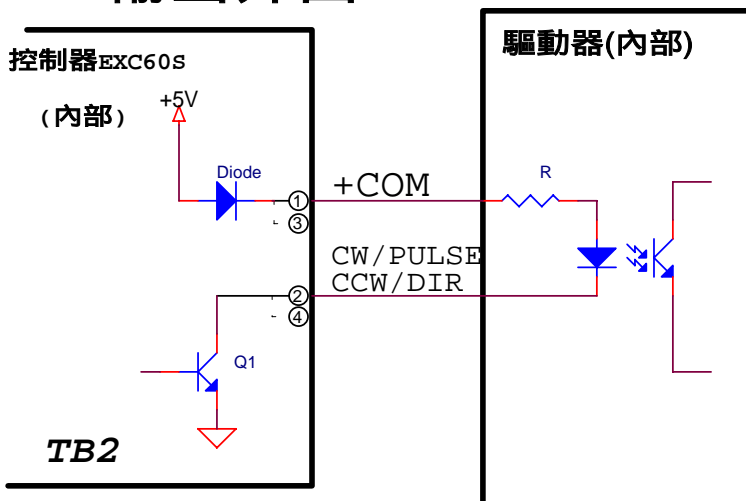 控制器EXC60S
(內部)
+5V
Diode
①
③
+COM
CW/PULSE
CCW/DIR
②
④
Q1
TB2
驅動器(內部)
R